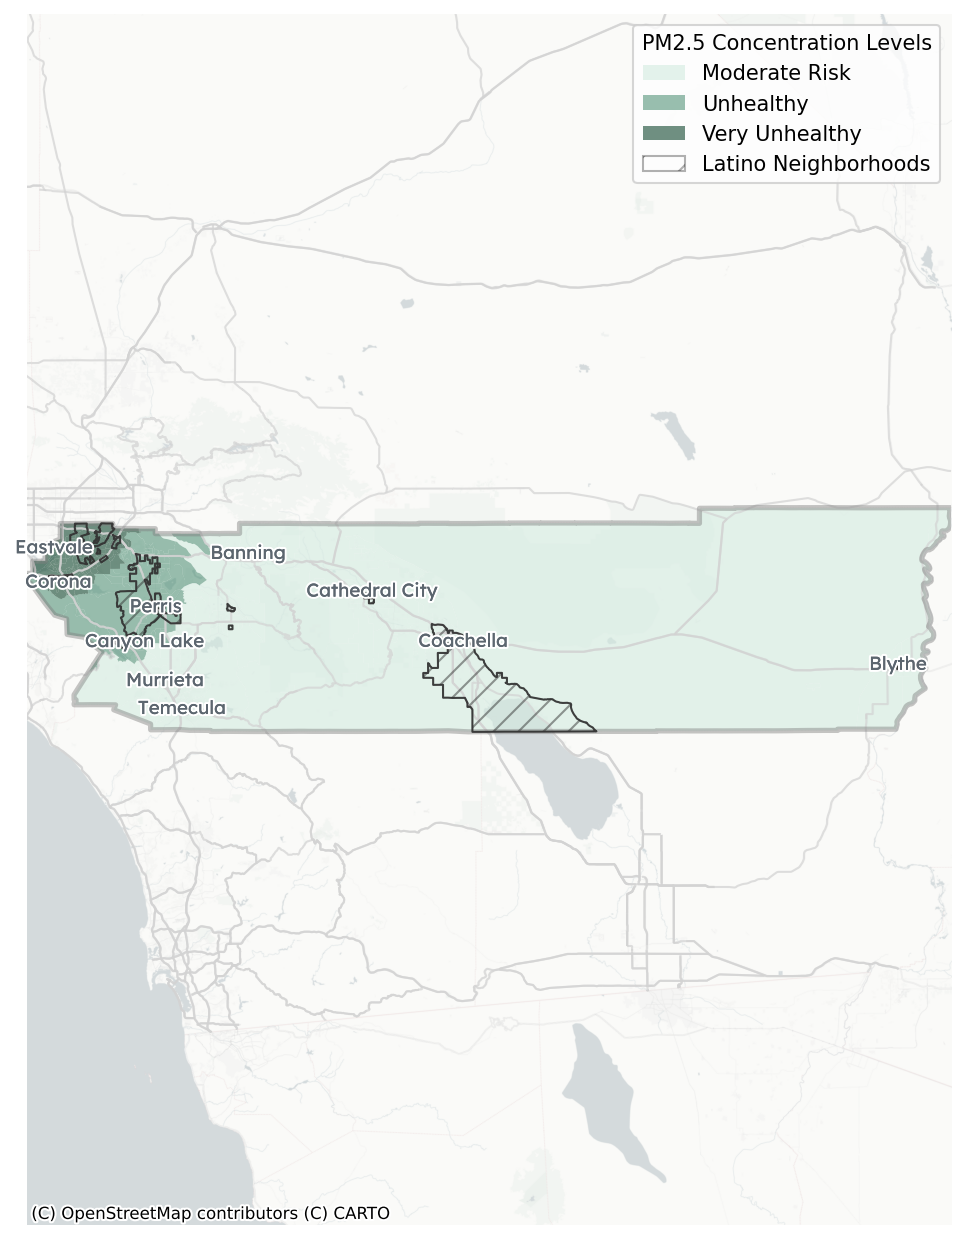 PM2.5 Concentration Levels
Moderate Risk
Unhealthy
Very Unhealthy
Latino Neighborhoods
Eastvale
Banning
Corona
Cathedral City
Perris
Canyon Lake
Coachella
Blythe
Murrieta
Temecula
(C) OpenStreetMap contributors (C) CARTO